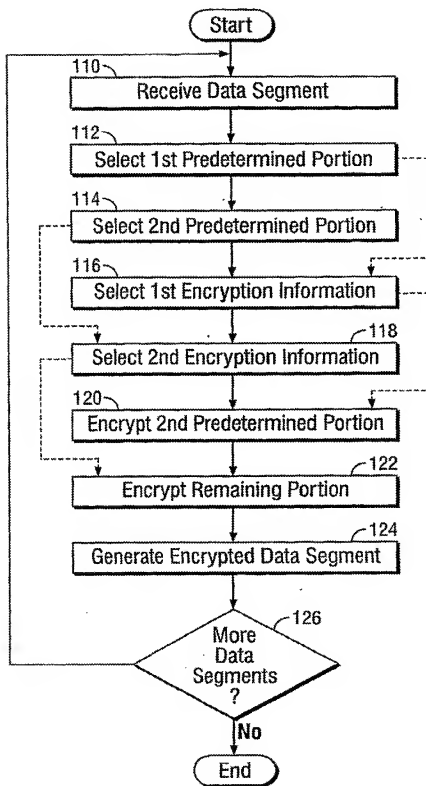 Start
110
Receive Data Segment
112
Select 1st Predetermined Portion
114
Select 2nd Predetermined Portion
116
Select 1st Encryption Information
118
Select 2nd Encryption Information
120
Encrypt 2nd Predetermined Portion
122
Encrypt Remaining Portion
124
Generate Encrypted Data Segment
126
More
Data
Segments
?
No
End